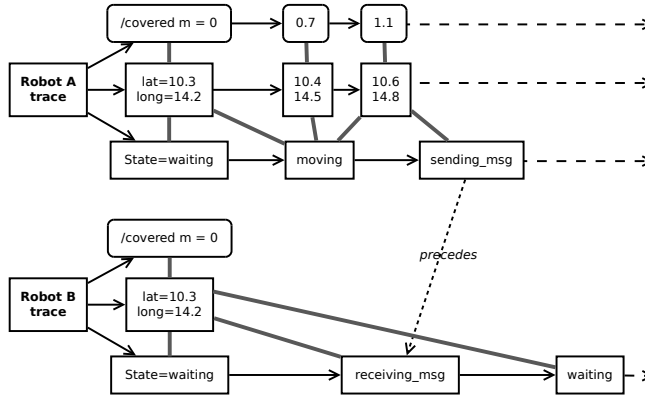 /covered m = 0
0.7
1.1
Robot A
trace
lat=10.3
long=14.2
10.4
14.5
10.6
14.8
State=waiting
moving
sending_msg
precedes
/covered m = 0
Robot B
trace
lat=10.3
long=14.2
State=waiting
receiving_msg
waiting